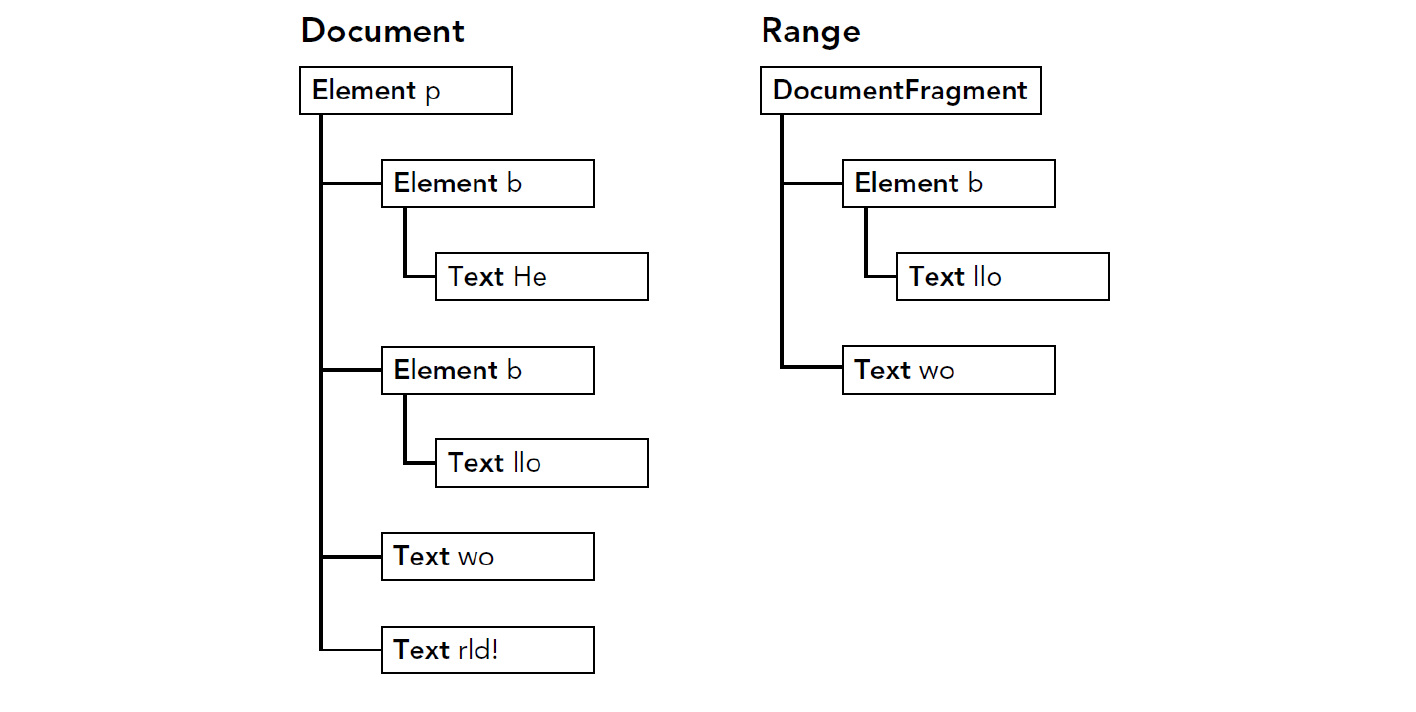 Document
Element p
Element b
Text He
Element b
Text llo
Text wo
Text rld!
Range
DocumentFragment
Element b
Text llo
Text wo